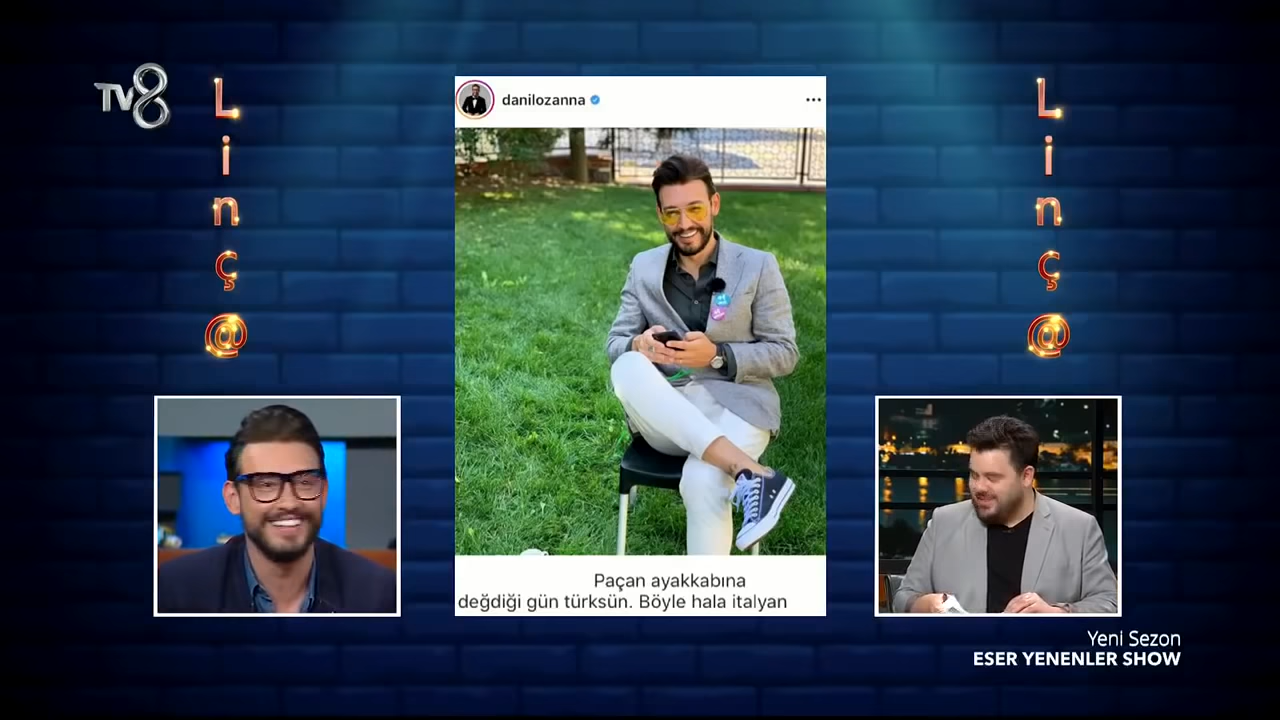 TV8
Linç@
danilozanna
Paçan ayakkabına
değdiği gün türksün. Böyle hala italyan
Linç@
Yeni Sezon
ESER YENENLER SHOW